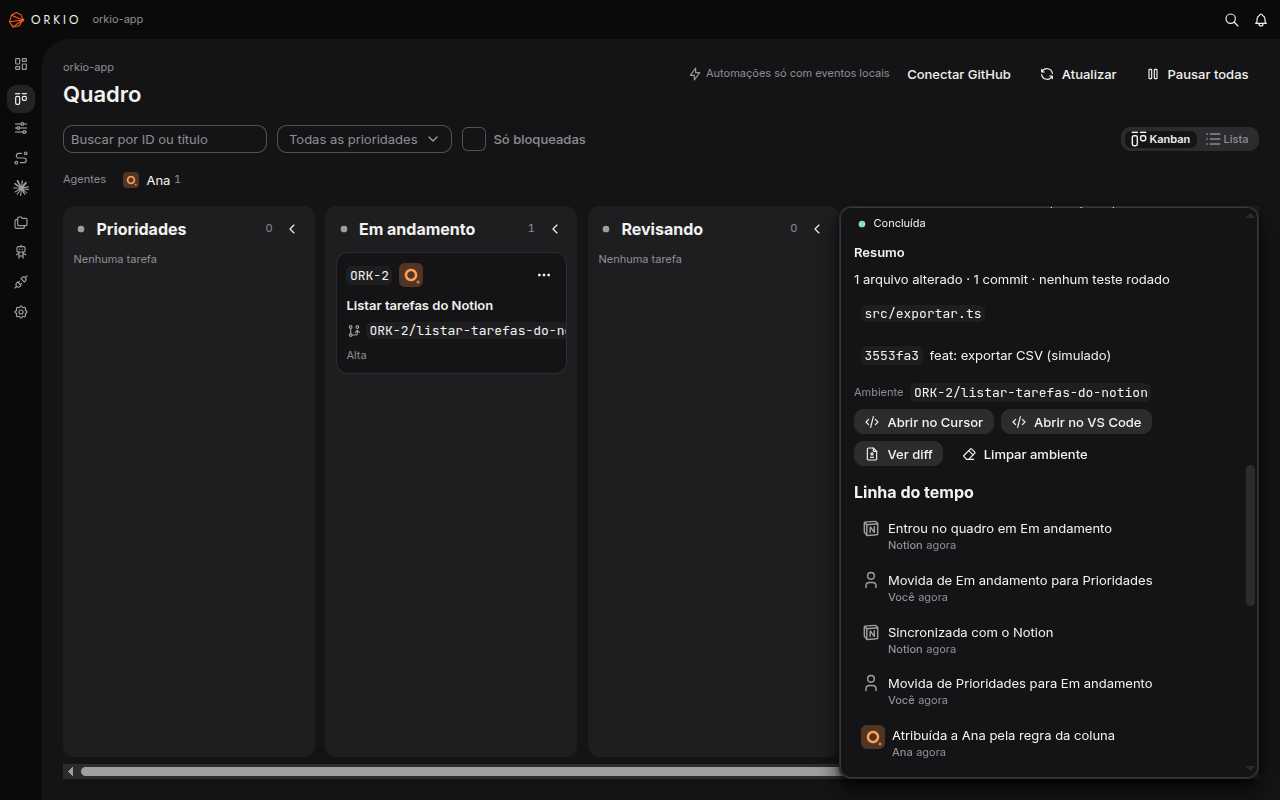 ORKIO orkio-app
orkio-app
Quadro
Automações só com eventos locais
Conectar GitHub
Atualizar
Pausar todas
Buscar por ID ou título
Todas as prioridades
Só bloqueadas
Kanban
Lista
Agentes
Ana 1
Prioridades 0
Nenhuma tarefa
Em andamento 1
ORK-2
Listar tarefas do Notion
ORK-2/listar-tarefas-do-n
Alta
Revisando 0
Nenhuma tarefa
Concluída
Resumo
1 arquivo alterado · 1 commit · nenhum teste rodado
src/exportar.ts
3553fa3 feat: exportar CSV (simulado)
Ambiente ORK-2/listar-tarefas-do-notion
Abrir no Cursor
Abrir no VS Code
Ver diff
Limpar ambiente
Linha do tempo
Entrou no quadro em Em andamento
Notion agora
Movida de Em andamento para Prioridades
Você agora
Sincronizada com o Notion
Notion agora
Movida de Prioridades para Em andamento
Você agora
Atribuída a Ana pela regra da coluna
Ana agora